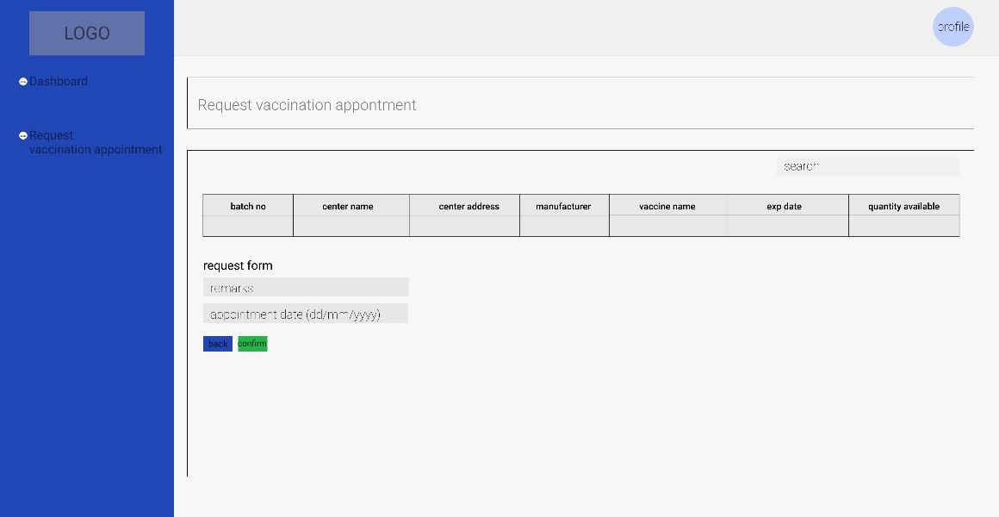 LOGO
profile
Dashboard
Request
vaccination appointment
Request vaccination appontment
search
batch no center name center address manufacturer vaccine name exp date quantity available
request form
remarks
appointment date (dd/mm/yyyy)
back confirm